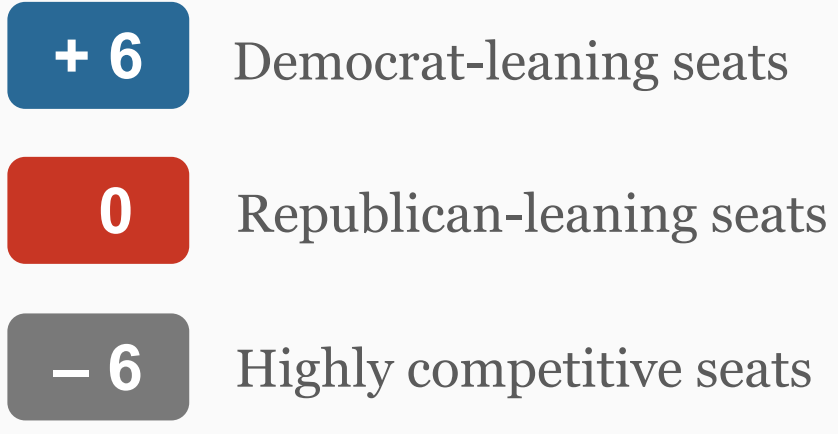 + 6 Democrat-leaning seats
0 Republican-leaning seats
– 6 Highly competitive seats